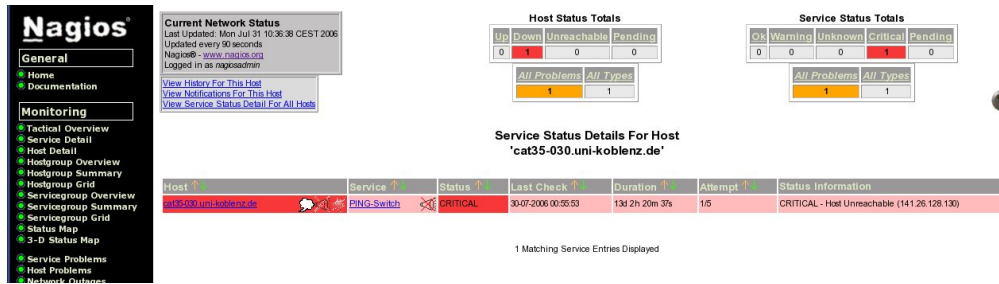 Nagios®
General
Home
Documentation
Monitoring
Tactical Overview
Service Detail
Host Detail
Hostgroup Overview
Hostgroup Summary
Hostgroup Grid
Servicegroup Overview
Servicegroup Summary
Servicegroup Grid
Status Map
3-D Status Map
Service Problems
Host Problems
Network Outages
Current Network Status
Last Updated: Mon Jul 31 10:36:38 CEST 2006
Updated every 90 seconds
Nagios® - www.nagios.org
Logged in as nagiosadmin
View History For This Host
View Notifications For This Host
View Service Status Detail For All Hosts
Host Status Totals
Up Down Unreachable Pending
0 1 0 0
All Problems All Types
1 1
Service Status Totals
Ok Warning Unknown Critical Pending
0 0 0 1 0
All Problems All Types
1 1
Service Status Details For Host
'cat35-030.uni-koblenz.de'
Host Service Status Last Check Duration Attempt Status Information
cat35-030.uni-koblenz.de PING-Switch CRITICAL 30-07-2006 00:55:53 13d 2h 20m 37s 1/5 CRITICAL - Host Unreachable (141.26.128.130)
1 Matching Service Entries Displayed